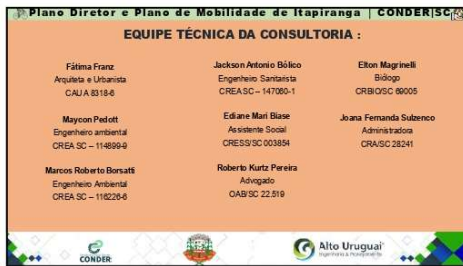 Plano Diretor e Plano de Mobilidade de Itapiranga | CONDER|SC
EQUIPE TÉCNICA DA CONSULTORIA :
Fátima Franz
Arquiteta e Urbanista
CAU A 8318-6
Maycon Pedott
Engenheiro ambiental
CREA SC – 114899-9
Marcos Roberto Borsatti
Engenheiro Ambiental
CREA SC – 116226-6
Jackson Antonio Bólico
Engenheiro Sanitarista
CREA SC – 147060-1
Ediane Mari Biase
Assistente Social
CRESS/SC 003854
Roberto Kurtz Pereira
Advogado
OAB/SC 22.519
Elton Magrinelli
Biólogo
CRBIO/SC 69005
Joana Fernanda Sulzenco
Administradora
CRA/SC 28241
CONDER
Alto Uruguai
Engenharia & Planejamento